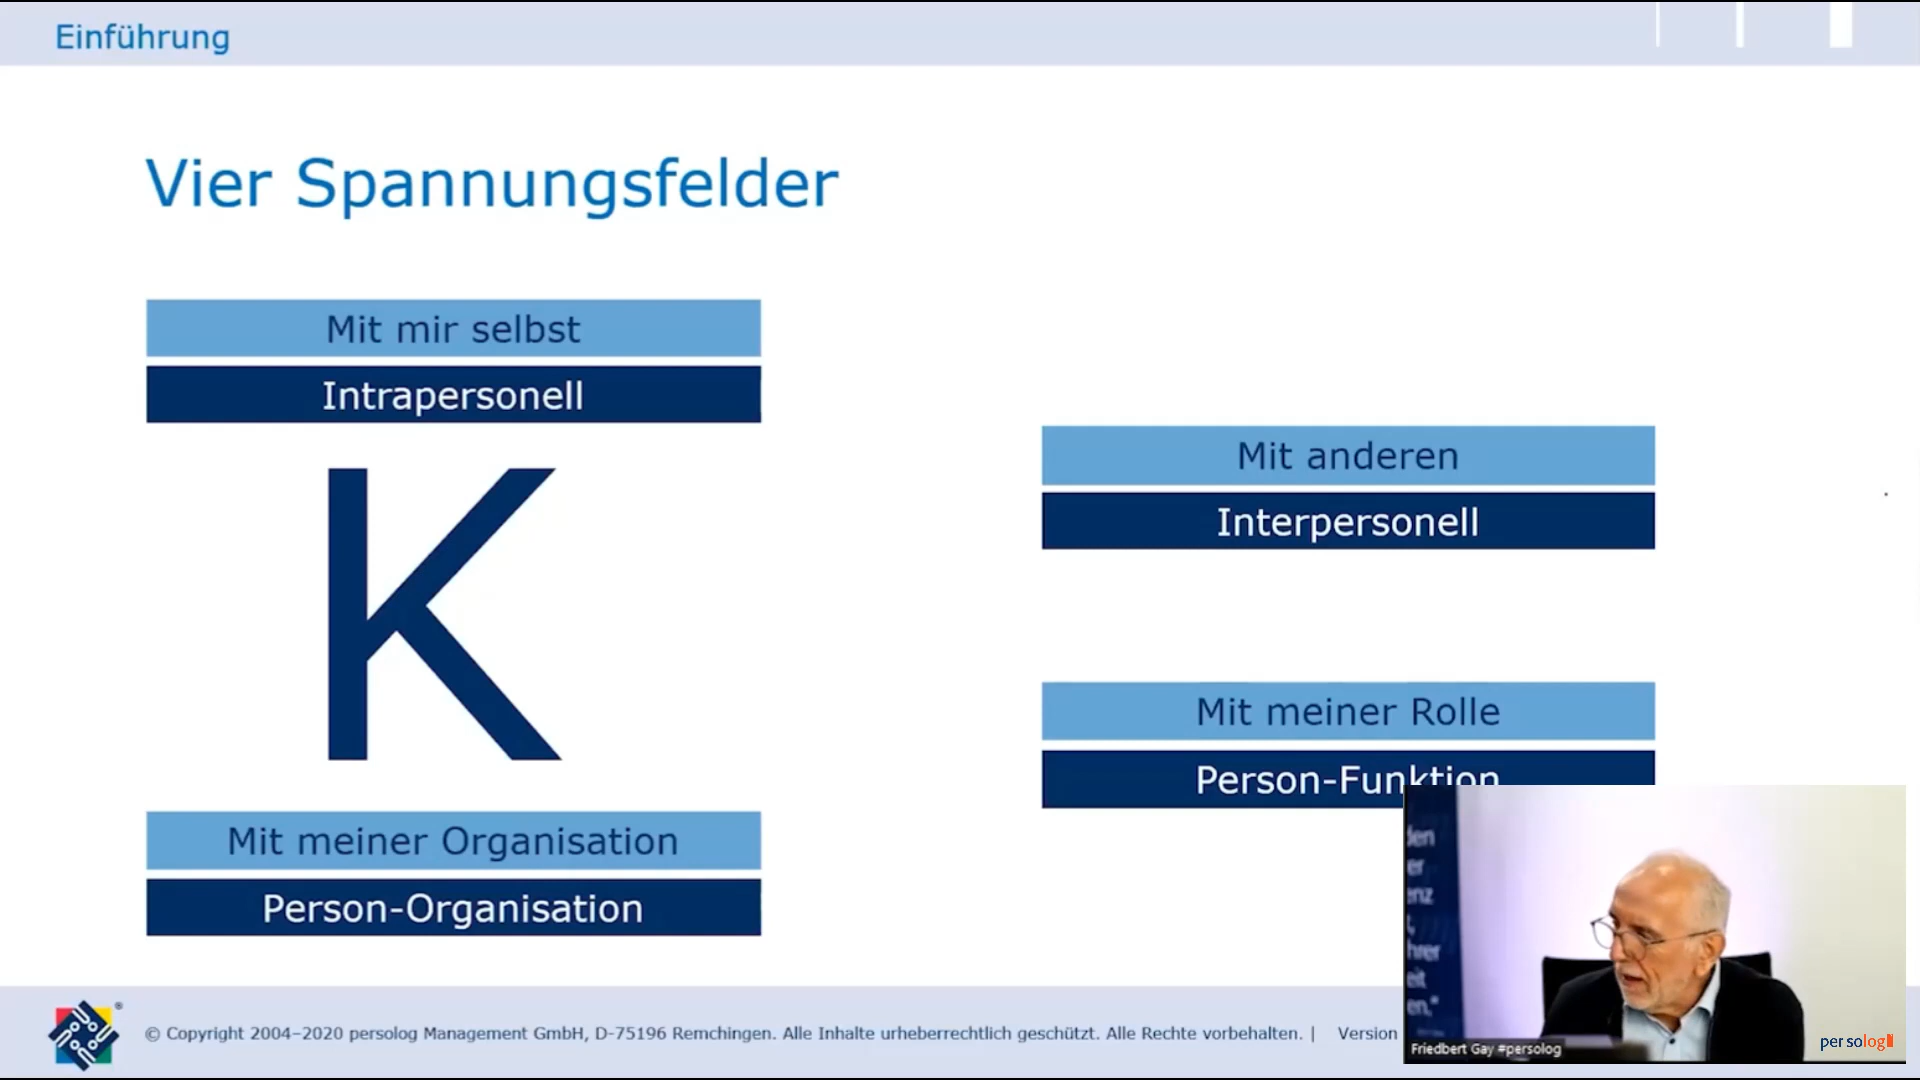 Einführung
Vier Spannungsfelder
Mit mir selbst
Intrapersonell
Mit anderen
Interpersonell
K
Mit meiner Rolle
Person-Funktion
Mit meiner Organisation
Person-Organisation
© Copyright 2004–2020 persolog Management GmbH, D-75196 Remchingen. Alle Inhalte urheberrechtlich geschützt. Alle Rechte vorbehalten. | Version
Friedbert Gay #persolog
persolog